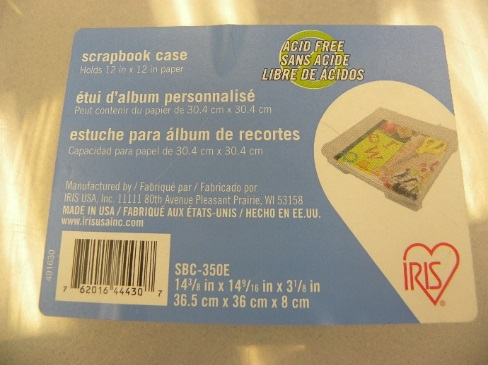 scrapbook case
Holds 12 in x 12 in paper
ACID FREE
SANS ACIDE
LIBRE DE ÁCIDOS
étui d'album personnalisé
Peut contenir du papier de 30.4 cm x 30.4 cm
estuche para álbum de recortes
Capacidad para papel de 30.4 cm x 30.4 cm
Manufactured by / Fabriqué par / Fabricado por
IRIS USA, Inc. 11111 80th Avenue Pleasant Prairie, WI 53158
MADE IN USA / FABRIQUÉ AUX ÉTATS-UNIS / HECHO EN EE.UU.
www.irisusainc.com
491630
7 62016 44430 7
SBC-350E
14 3/8 in x 14 3/16 in x 3 1/8 in
36.5 cm x 36 cm x 8 cm
IRIS